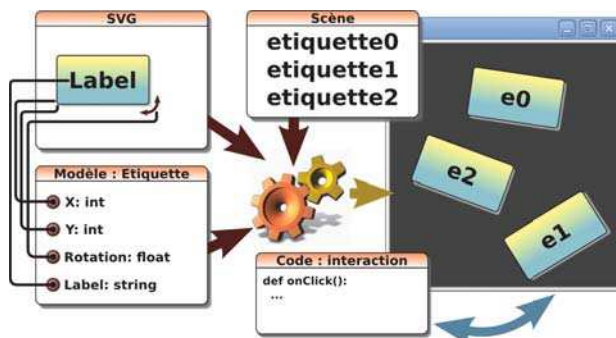 SVG
Label
Modèle : Etiquette
X: int
Y: int
Rotation: float
Label: string
Scène
etiquette0
etiquette1
etiquette2
Code : interaction
def onClick():
...
e0
e2
e1